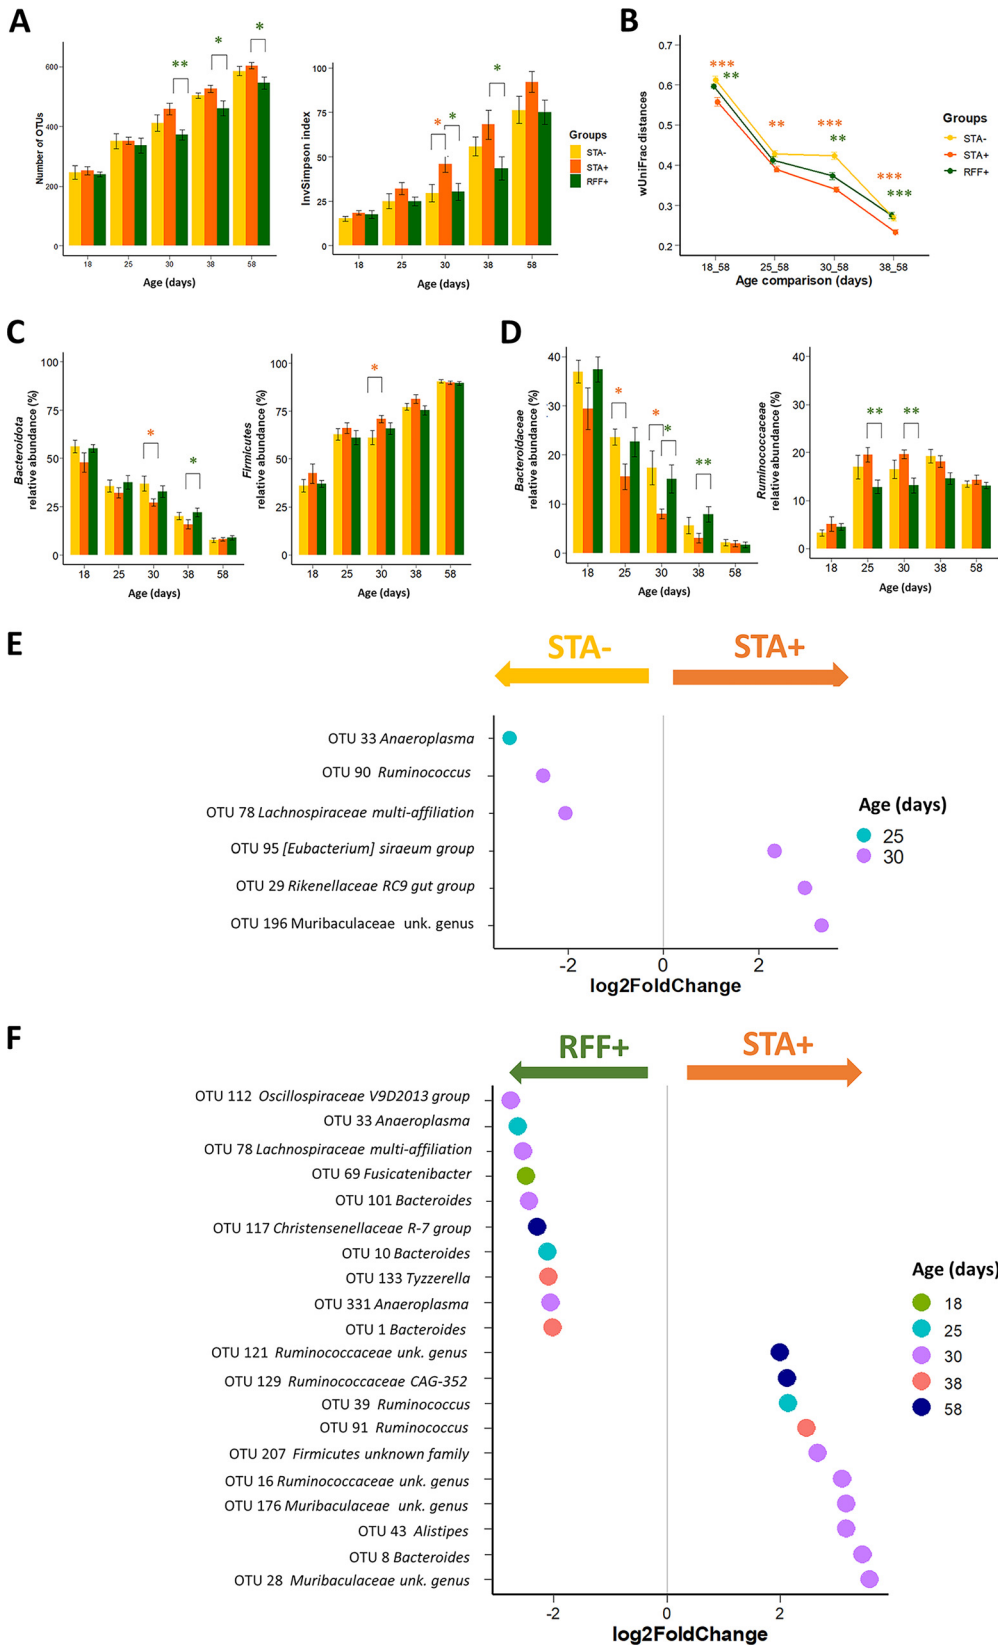 A
Number of OTUs
600
400
200
0
**
*
*
18 25 30 38 58
Age (days)
InvSimpson index
100
75
50
25
0
*
*
*
18 25 30 38 58
Age (days)
Groups
STA-
STA+
RFF+
B
wUniFrac distances
0.7
0.6
0.5
0.4
0.3
0.2
***
**
**
***
**
***
***
18_58 25_58 30_58 38_58
Age comparison (days)
Groups
STA-
STA+
RFF+
C
Bacteroidota
relative abundance (%)
100
75
50
25
0
*
*
18 25 30 38 58
Age (days)
Firmicutes
relative abundance (%)
100
75
50
25
0
*
18 25 30 38 58
Age (days)
D
Bacteroidaceae
relative abundance (%)
40
30
20
10
0
*
*
*
**
18 25 30 38 58
Age (days)
Ruminoccaceae
relative abundance (%)
40
30
20
10
0
**
**
18 25 30 38 58
Age (days)
E
STA-
STA+
OTU 33 Anaeroplasma
OTU 90 Ruminococcus
OTU 78 Lachnospiraceae multi-affiliation
OTU 95 [Eubacterium] siraeum group
OTU 29 Rikenellaceae RC9 gut group
OTU 196 Muribaculaceae unk. genus
-2 0 2
log2FoldChange
Age (days)
25
30
F
RFF+
STA+
OTU 112 Oscillospiraceae V9D2013 group
OTU 33 Anaeroplasma
OTU 78 Lachnospiraceae multi-affiliation
OTU 69 Fusicatenibacter
OTU 101 Bacteroides
OTU 117 Christensenellaceae R-7 group
OTU 10 Bacteroides
OTU 133 Tyzzerella
OTU 331 Anaeroplasma
OTU 1 Bacteroides
OTU 121 Ruminococcaceae unk. genus
OTU 129 Ruminococcaceae CAG-352
OTU 39 Ruminococcus
OTU 91 Ruminococcus
OTU 207 Firmicutes unknown family
OTU 16 Ruminococcaceae unk. genus
OTU 176 Muribaculaceae unk. genus
OTU 43 Alistipes
OTU 8 Bacteroides
OTU 28 Muribaculaceae unk. genus
-2 0 2
log2FoldChange
Age (days)
18
25
30
38
58